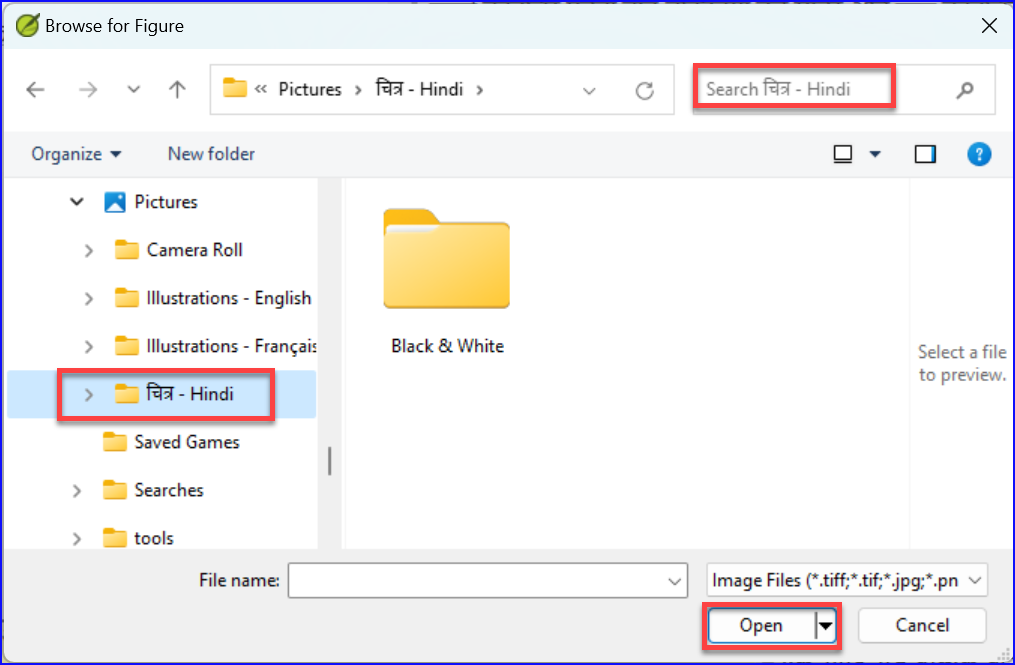 Browse for Figure
« Pictures › चित्र - Hindi ›
Search चित्र - Hindi
Organize
New folder
?
Pictures
Camera Roll
Illustrations - English
Illustrations - Français
चित्र - Hindi
Saved Games
Searches
tools
Black & White
Select a file
to preview.
File name:
Image Files (*.tiff;*.tif;*.jpg;*.pn
Open
Cancel